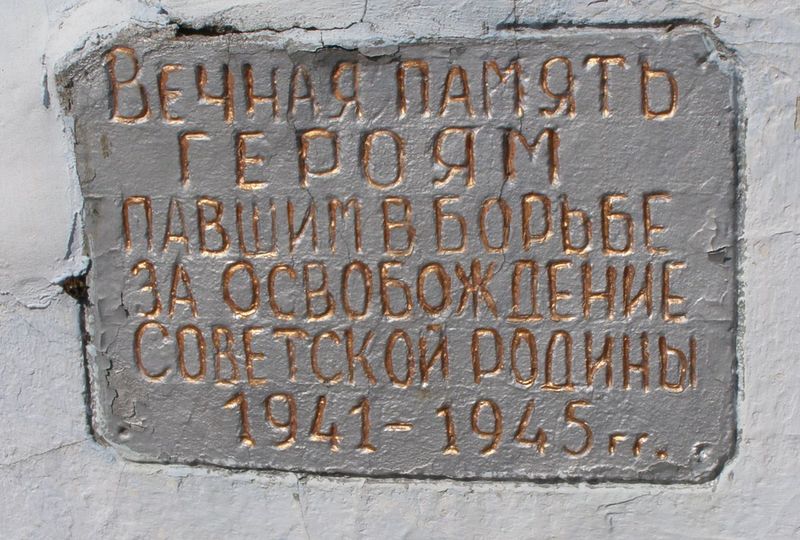 Вечная память
героям
павшим в борьбе
за освобождение
советской родины
1941-1945 гг.